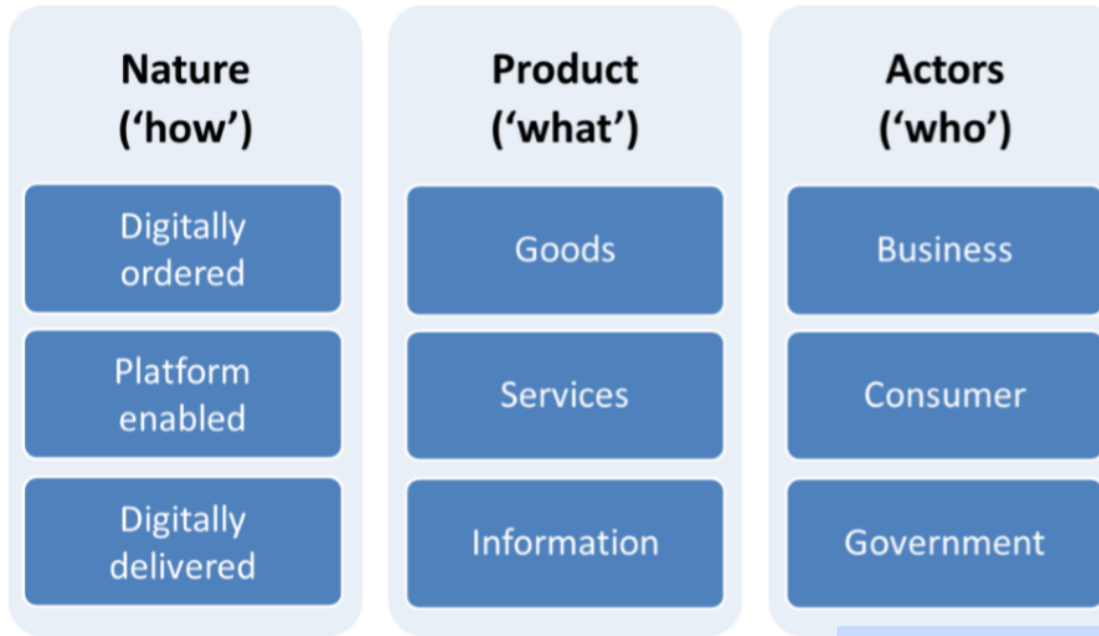 Nature
(‘how’)
Digitally
ordered
Platform
enabled
Digitally
delivered
Product
(‘what’)
Goods
Services
Information
Actors
(‘who’)
Business
Consumer
Government